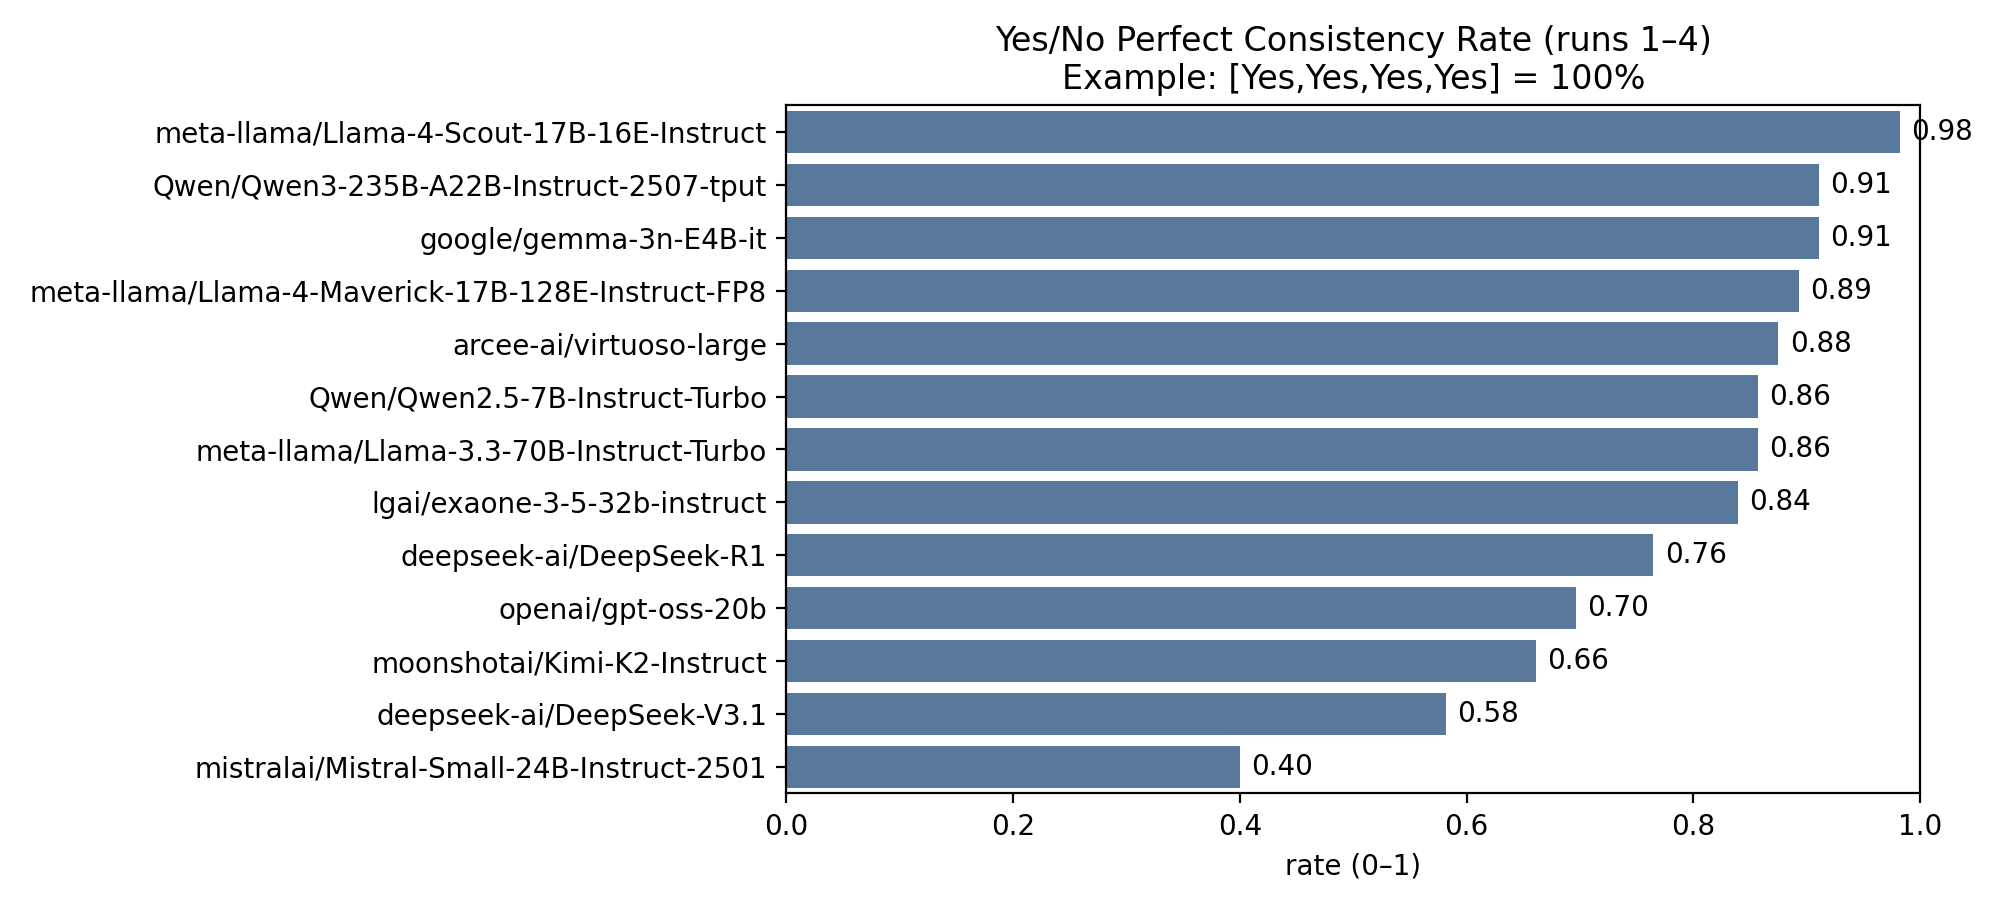 Yes/No Perfect Consistency Rate (runs 1–4)
Example: [Yes,Yes,Yes,Yes] = 100%
meta-llama/Llama-4-Scout-17B-16E-Instruct 0.98
Qwen/Qwen3-235B-A22B-Instruct-2507-tput 0.91
google/gemma-3n-E4B-it 0.91
meta-llama/Llama-4-Maverick-17B-128E-Instruct-FP8 0.89
arcee-ai/virtuoso-large 0.88
Qwen/Qwen2.5-7B-Instruct-Turbo 0.86
meta-llama/Llama-3.3-70B-Instruct-Turbo 0.86
lgai/exaone-3-5-32b-instruct 0.84
deepseek-ai/DeepSeek-R1 0.76
openai/gpt-oss-20b 0.70
moonshotai/Kimi-K2-Instruct 0.66
deepseek-ai/DeepSeek-V3.1 0.58
mistralai/Mistral-Small-24B-Instruct-2501 0.40
0.0 0.2 0.4 0.6 0.8 1.0
rate (0–1)